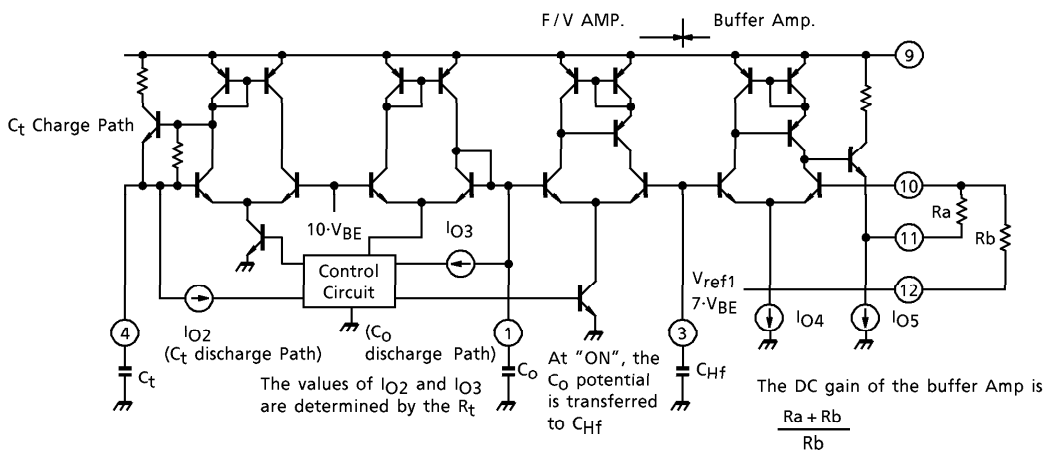 F/V AMP.
Buffer Amp.
9
Ct Charge Path
10·VBE
IO3
10
Ra
Rb
11
Control
Circuit
Vref1
7·VBE
12
4
IO2
(Ct discharge Path)
(Co
discharge Path)
1
3
IO4
IO5
Ct
Co
CHf
The values of IO2 and IO3
are determined by the Rt
At "ON", the
Co potential
is transferred
to CHf
The DC gain of the buffer Amp is
Ra + Rb
Rb